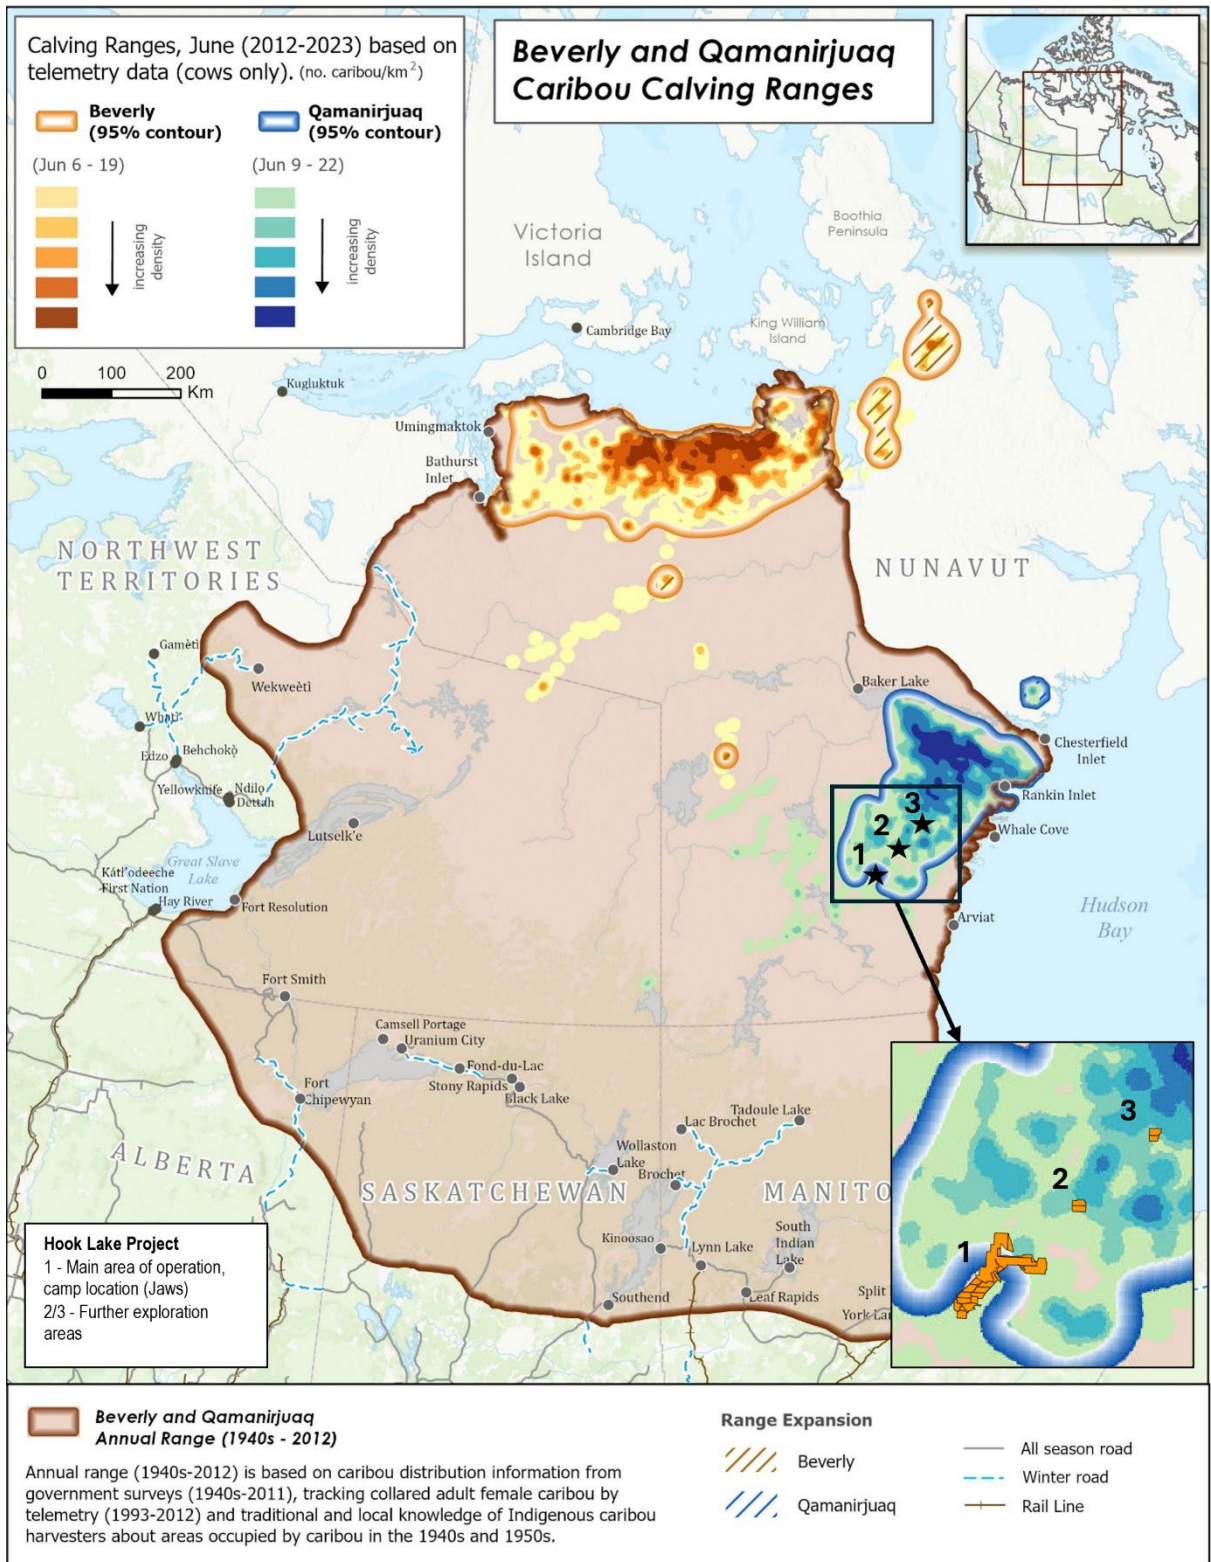 Calving Ranges, June (2012-2023) based on
telemetry data (cows only). (no. caribou/km²)
Beverly
(95% contour)
Qamanirjuaq
(95% contour)
(Jun 6 - 19)
(Jun 9 - 22)
increasing
density
increasing
density
Beverly and Qamanirjuaq
Caribou Calving Ranges
0 100 200
Km
Victoria
Island
Boothia
Peninsula
King William
Island
Cambridge Bay
Kugluktuk
Umingmaktok
Bathurst
Inlet
NORTHWEST
TERRITORIES
NUNAVUT
Gamètì
Wekweètì
Whatì
Edzo
Behchokǫ̀
Yellowknife
Ndilǫ
Dettah
Lutselk'e
Great Slave
Lake
Kátł'odeeche
First Nation
Hay River
Fort Resolution
Baker Lake
Chesterfield
Inlet
Rankin Inlet
Whale Cove
3
2
1
Arviat
Hudson
Bay
Fort Smith
Camsell Portage
Uranium City
Fond-du-Lac
Stony Rapids
Black Lake
Fort
Chipewyan
Lac Brochet
Tadoule Lake
Wollaston
Lake
Brochet
ALBERTA
SASKATCHEWAN
MANITO
Kinoosao
Lynn Lake
South
Indian
Lake
Southend
Leaf Rapids
Split
York Lan
3
2
1
Hook Lake Project
1 - Main area of operation,
camp location (Jaws)
2/3 - Further exploration
areas
Beverly and Qamanirjuaq
Annual Range (1940s - 2012)
Annual range (1940s-2012) is based on caribou distribution information from
government surveys (1940s-2011), tracking collared adult female caribou by
telemetry (1993-2012) and traditional and local knowledge of Indigenous caribou
harvesters about areas occupied by caribou in the 1940s and 1950s.
Range Expansion
Beverly
Qamanirjuaq
All season road
Winter road
Rail Line